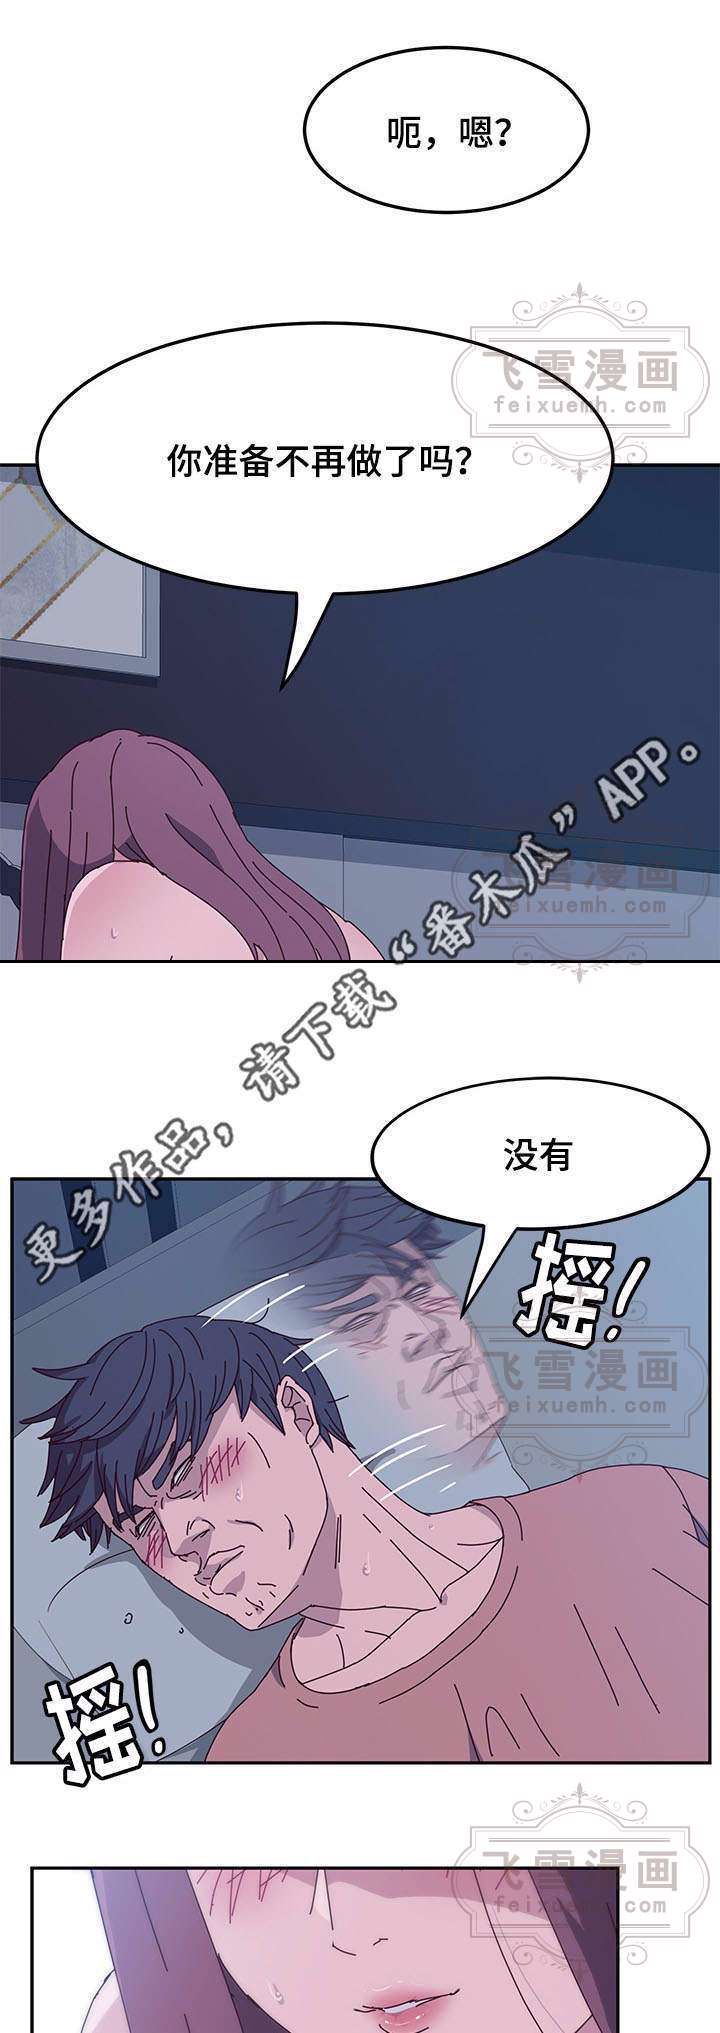 呃，嗯？
飞雪漫画
feixuemh.com
你准备不再做了吗？
更多作品，请下载“番木瓜”APP。
飞雪漫画
feixuemh.com
没有
摇！
飞雪漫画
feixuemh.com
摇！
飞雪漫画
feixuemh.com